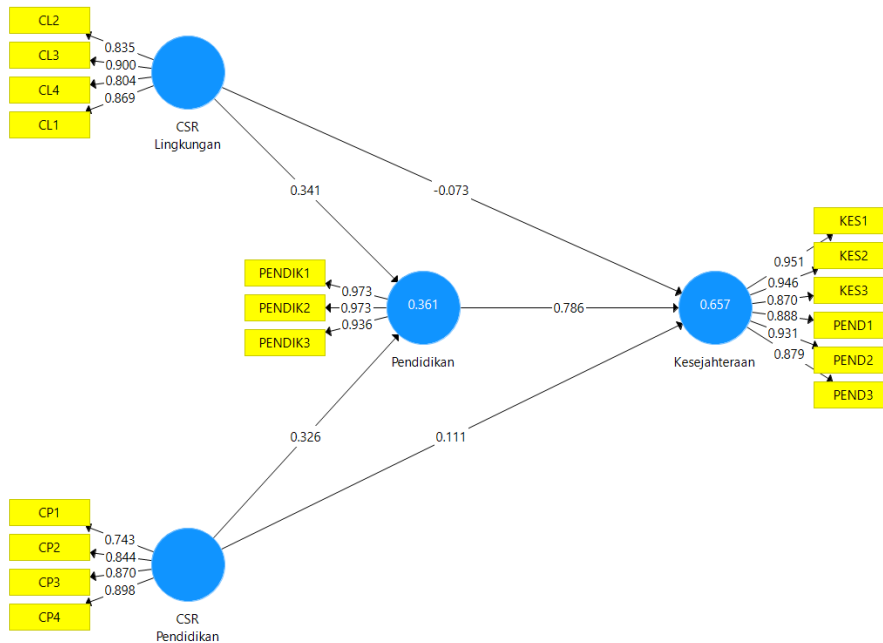 CL2
0.835
CL3
0.900
CL4
0.804
CL1
0.869
CSR
Lingkungan
0.341
-0.073
PENDIK1
0.973
PENDIK2
0.973
PENDIK3
0.936
0.361
Pendidikan
0.786
0.657
Kesejahteraan
KES1
0.951
KES2
0.946
KES3
0.870
PEND1
0.888
PEND2
0.931
PEND3
0.879
0.326
0.111
CP1
0.743
CP2
0.844
CP3
0.870
CP4
0.898
CSR
Pendidikan